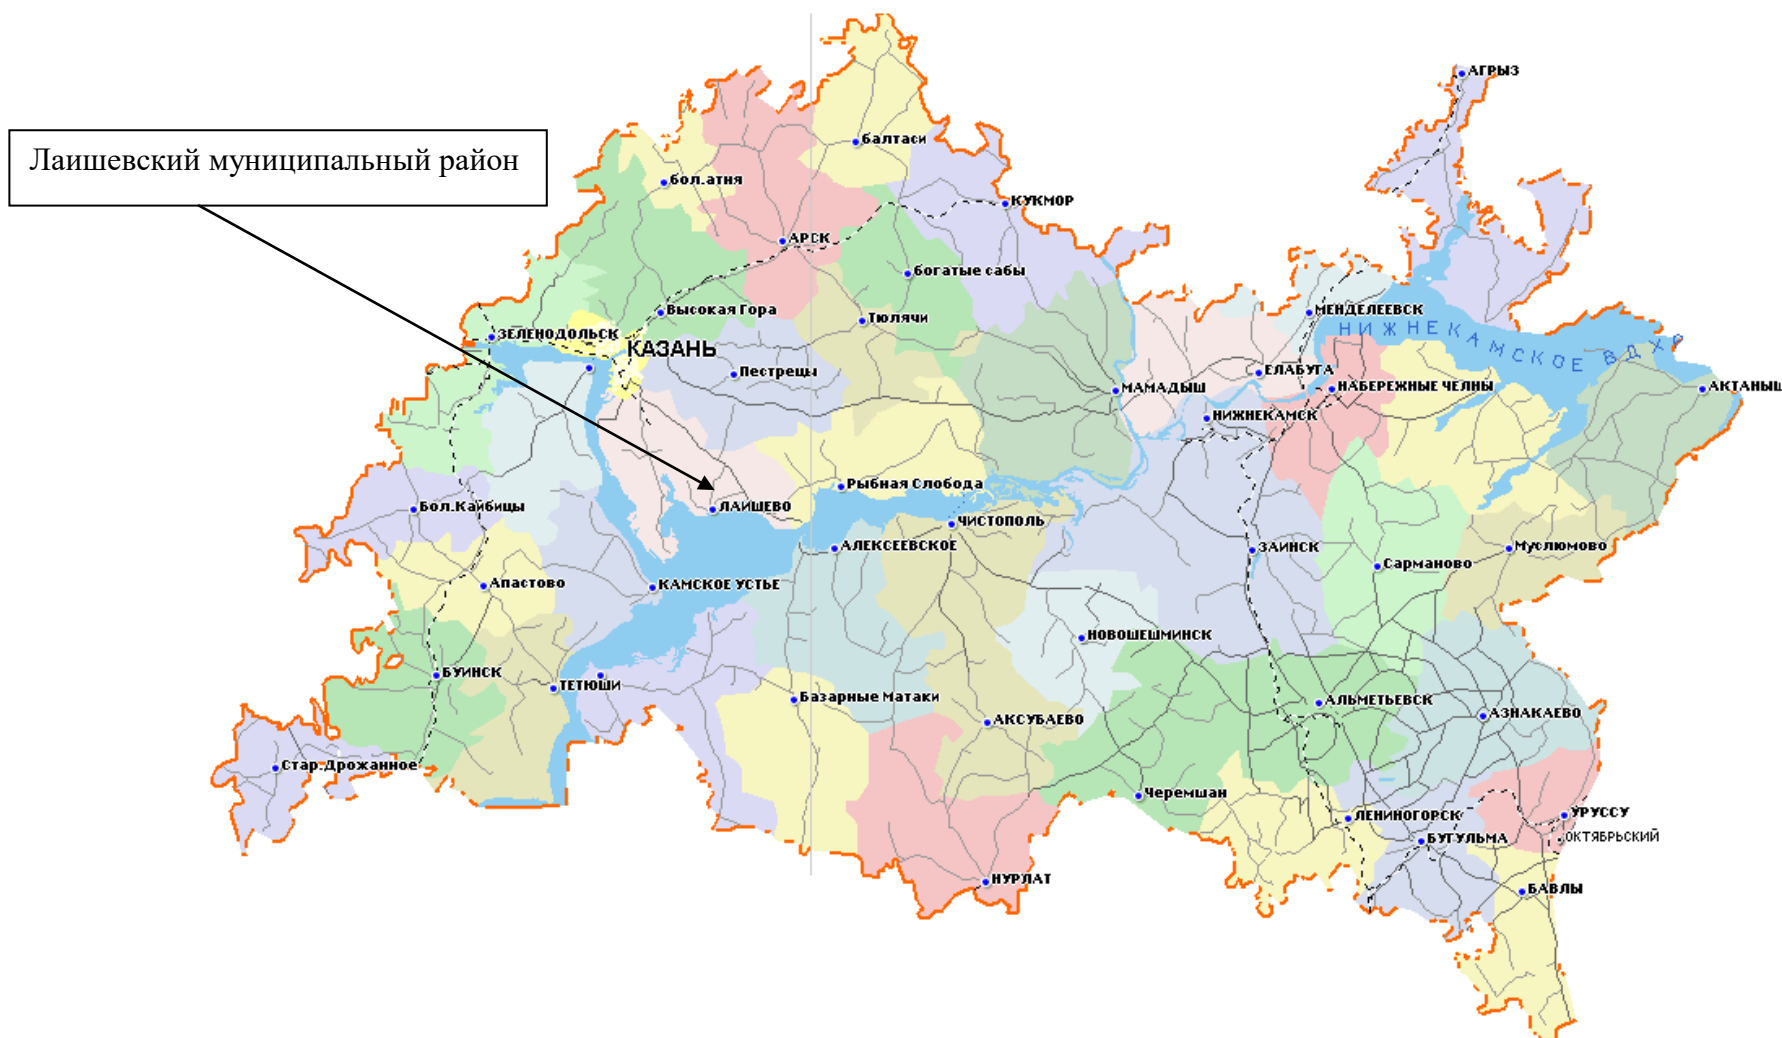 АГРЫЗ
Балтаси
Лаишевский муниципальный район
Бол.атня
КУКМОР
АРСК
Богатые сабы
Высокая Гора
Тюлячи
МЕНДЕЛЕЕВСК
НИЖНЕКАМСКОЕ ВДХР
ЗЕЛЕНОДОЛЬСК
КАЗАНЬ
Пестрецы
ЕЛАБУГА
МАМАДЫШ
НАБЕРЕЖНЫЕ ЧЕЛНЫ
АКТАНЫШ
НИЖНЕКАМСК
Рыбная Слобода
Бол.Кайбицы
ЛАИШЕВО
ЧИСТОПОЛЬ
АЛЕКСЕЕВСКОЕ
ЗАИНСК
Муслюмово
Сарманово
Апастово
КАМСКОЕ УСТЬЕ
НОВОШЕШМИНСК
БУИНСК
ТЕТЮШИ
Базарные Матаки
АЛЬМЕТЬЕВСК
АКСУБАЕВО
АЗНАКАЕВО
Стар.Дрожанное
Черемшан
ЛЕНИНОГОРСК
УРУССУ
БУГУЛЬМА
ОКТЯБРЬСКИЙ
НУРЛАТ
БАВЛЫ